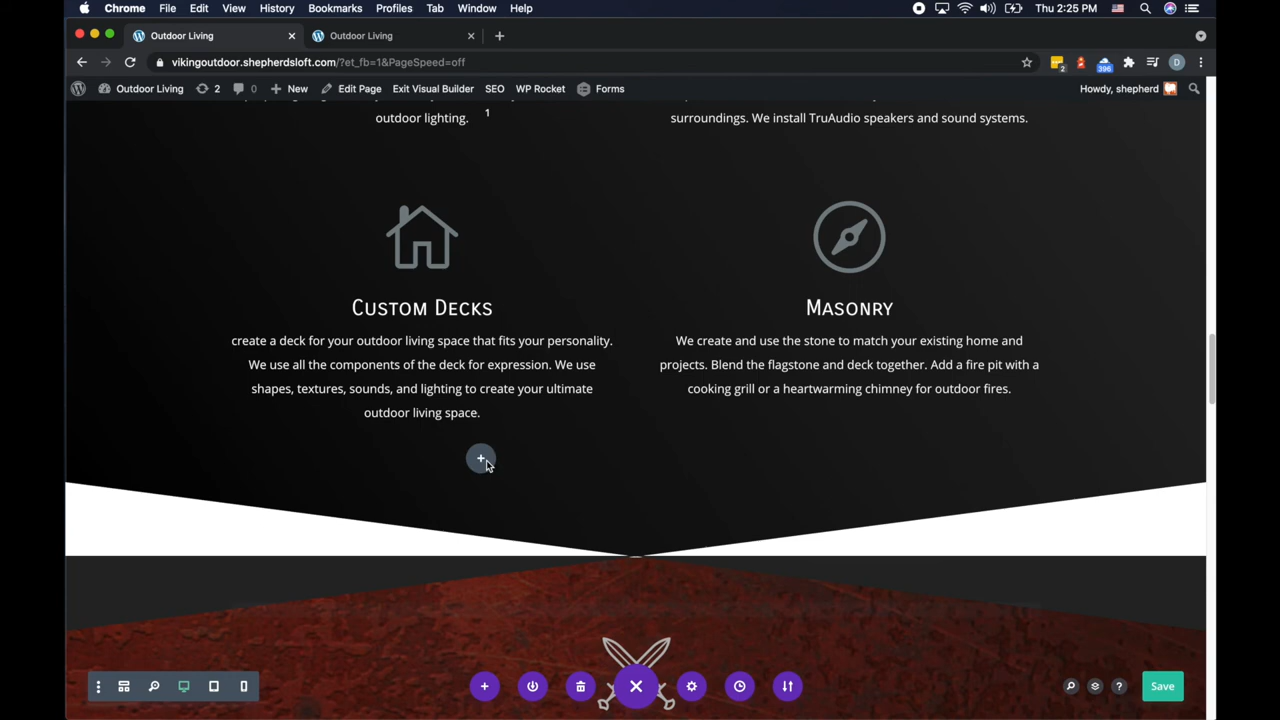 Chrome File Edit View History Bookmarks Profiles Tab Window Help Thu 2:25 PM
Outdoor Living Outdoor Living
vikingoutdoor.shepherdsloft.com/?et_fb=1&PageSpeed=off 2 396 D
Outdoor Living 2 0 New Edit Page Exit Visual Builder SEO WP Rocket Forms Howdy, shepherd
outdoor lighting. 1
surroundings. We install TruAudio speakers and sound systems.
Custom Decks
create a deck for your outdoor living space that fits your personality.
We use all the components of the deck for expression. We use
shapes, textures, sounds, and lighting to create your ultimate
outdoor living space.
Masonry
We create and use the stone to match your existing home and
projects. Blend the flagstone and deck together. Add a fire pit with a
cooking grill or a heartwarming chimney for outdoor fires.
Save